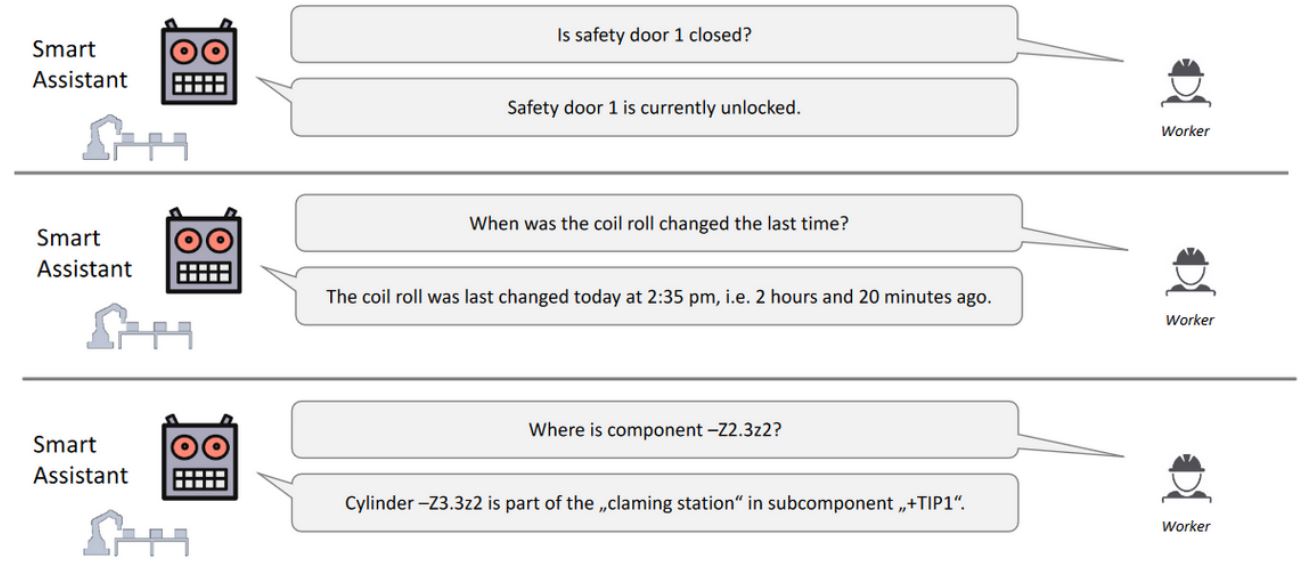 Smart
Assistant
Is safety door 1 closed?
Safety door 1 is currently unlocked.
Worker
Smart
Assistant
When was the coil roll changed the last time?
The coil roll was last changed today at 2:35 pm, i.e. 2 hours and 20 minutes ago.
Worker
Smart
Assistant
Where is component –Z2.3z2?
Cylinder –Z3.3z2 is part of the „claming station“ in subcomponent „+TIP1“.
Worker